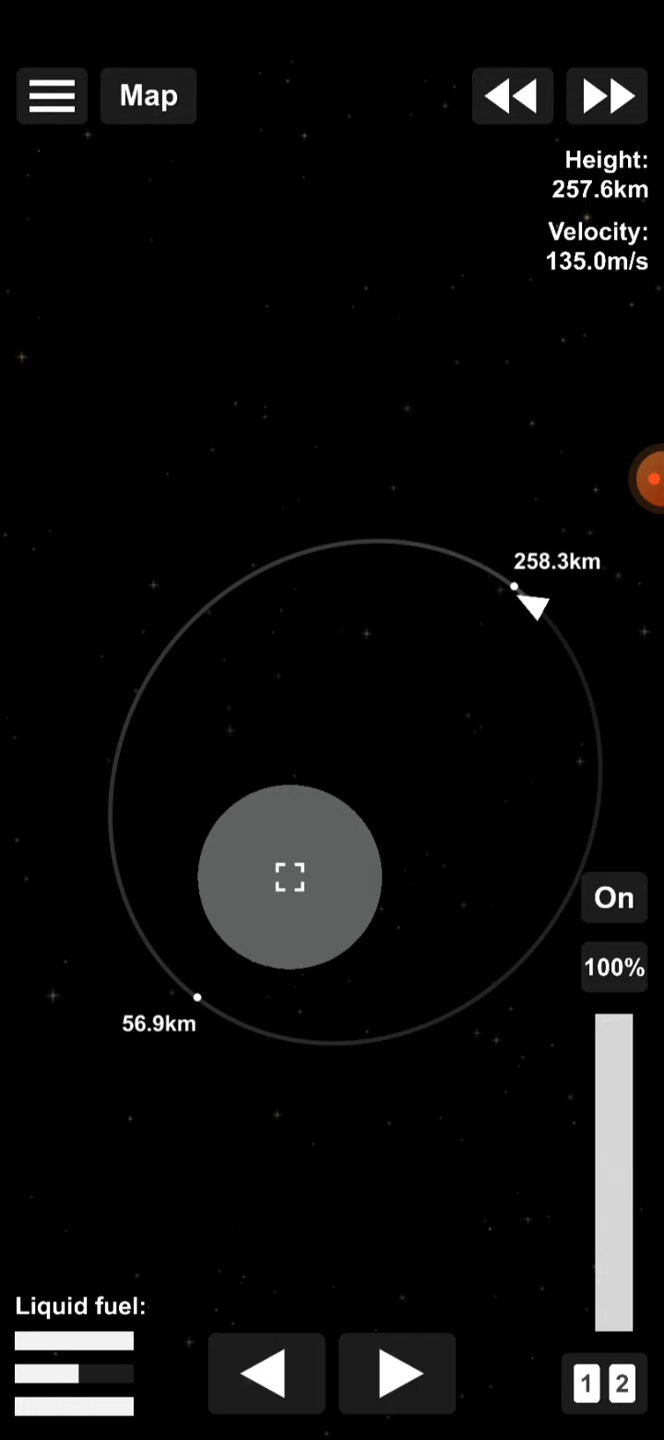 Map
Height:
257.6km
Velocity:
135.0m/s
258.3km
On
100%
56.9km
Liquid fuel:
1 2